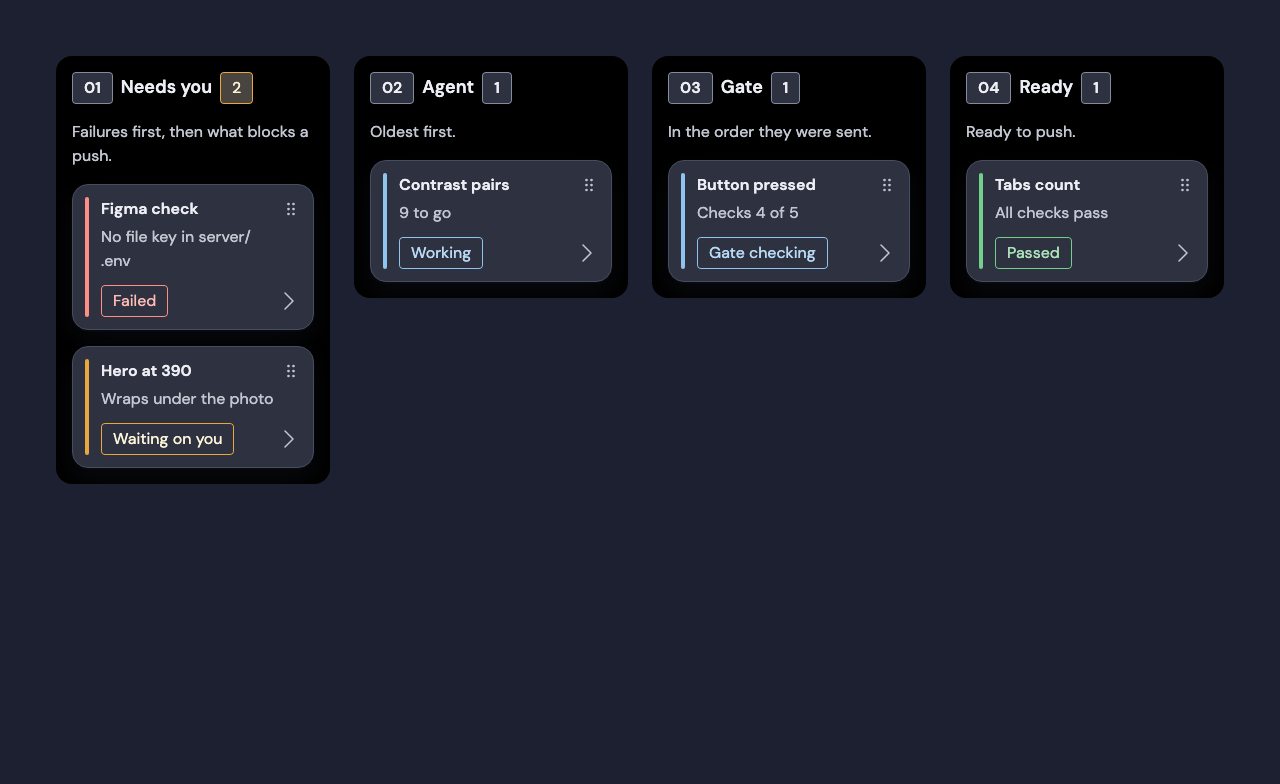 01 Needs you 2
Failures first, then what blocks a
push.
Figma check
No file key in server/
.env
Failed
Hero at 390
Wraps under the photo
Waiting on you
02 Agent 1
Oldest first.
Contrast pairs
9 to go
Working
03 Gate 1
In the order they were sent.
Button pressed
Checks 4 of 5
Gate checking
04 Ready 1
Ready to push.
Tabs count
All checks pass
Passed